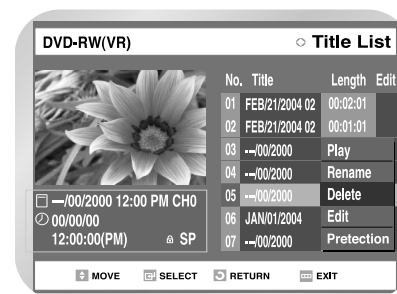 DVD-RW(VR)
Title List
No. Title Length Edit
01 FEB/21/2004 02 00:02:01
02 FEB/21/2004 02 00:01:01
03 --/00/2000 Play
04 --/00/2000 Rename
05 --/00/2000 Delete
06 JAN/01/2004 Edit
07 --/00/2000 Pretection
--/00/2000 12:00 PM CH0
00/00/00
12:00:00(PM) SP
MOVE SELECT RETURN EXIT